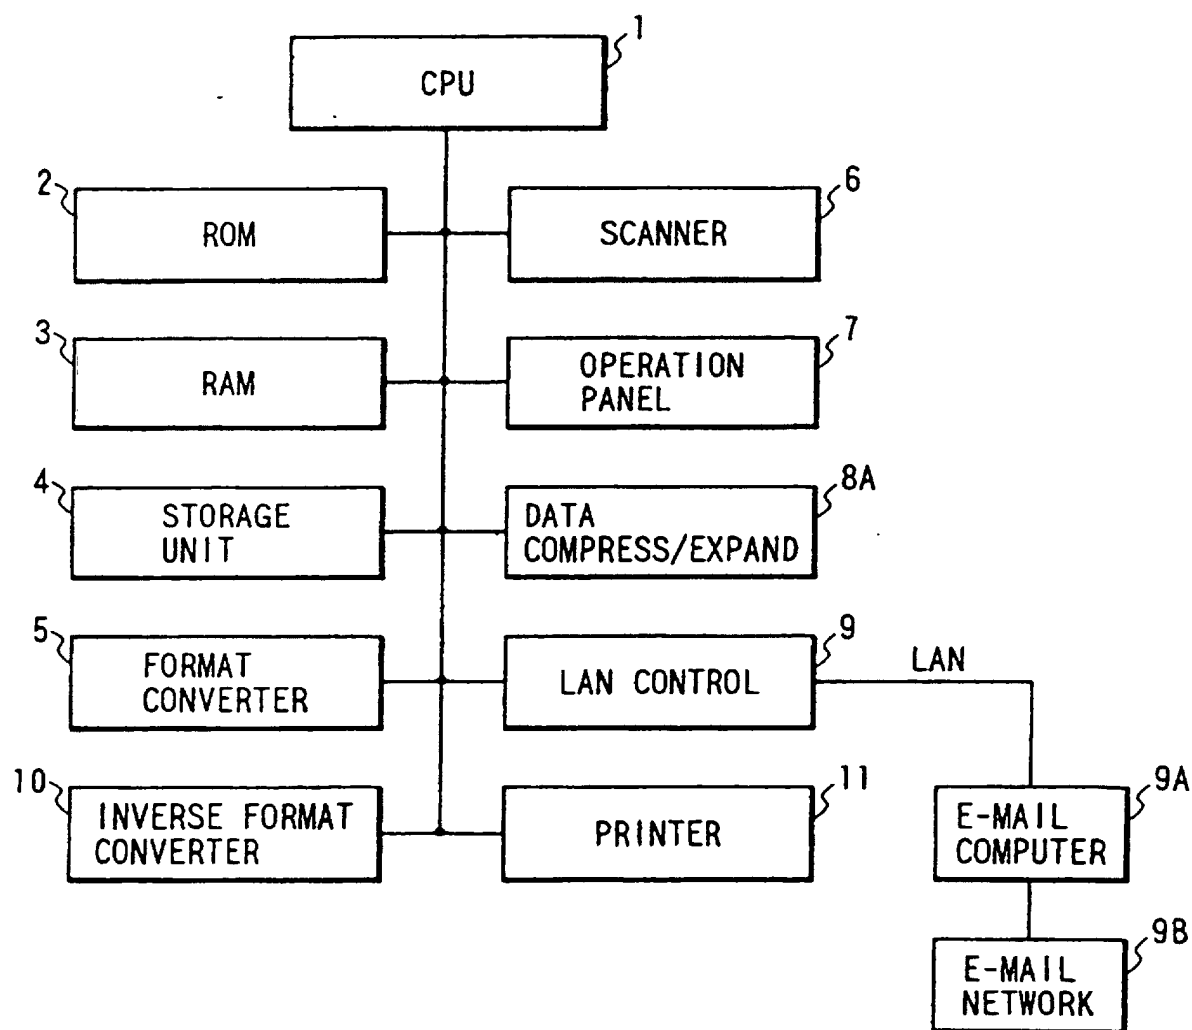 1
CPU
2
ROM
6
SCANNER
3
RAM
7
OPERATION
PANEL
4
STORAGE
UNIT
8A
DATA
COMPRESS/EXPAND
5
FORMAT
CONVERTER
9
LAN CONTROL
LAN
10
INVERSE FORMAT
CONVERTER
11
PRINTER
9A
E-MAIL
COMPUTER
9B
E-MAIL
NETWORK